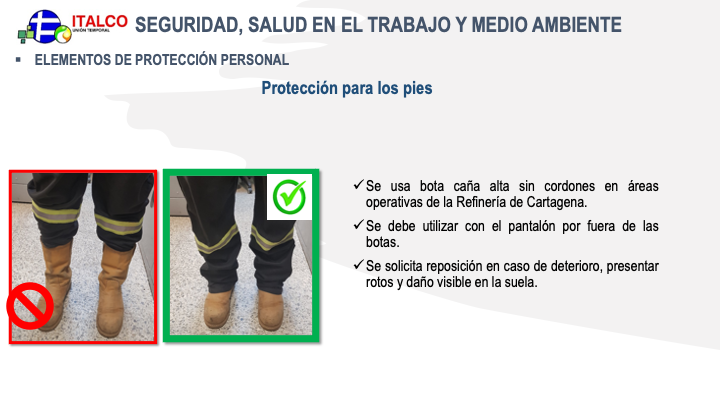 ITALCO
UNIÓN TEMPORAL
SEGURIDAD, SALUD EN EL TRABAJO Y MEDIO AMBIENTE
▪ ELEMENTOS DE PROTECCIÓN PERSONAL
Protección para los pies
✓ Se usa bota caña alta sin cordones en áreas
operativas de la Refinería de Cartagena.
✓ Se debe utilizar con el pantalón por fuera de las
botas.
✓ Se solicita reposición en caso de deterioro, presentar
rotos y daño visible en la suela.